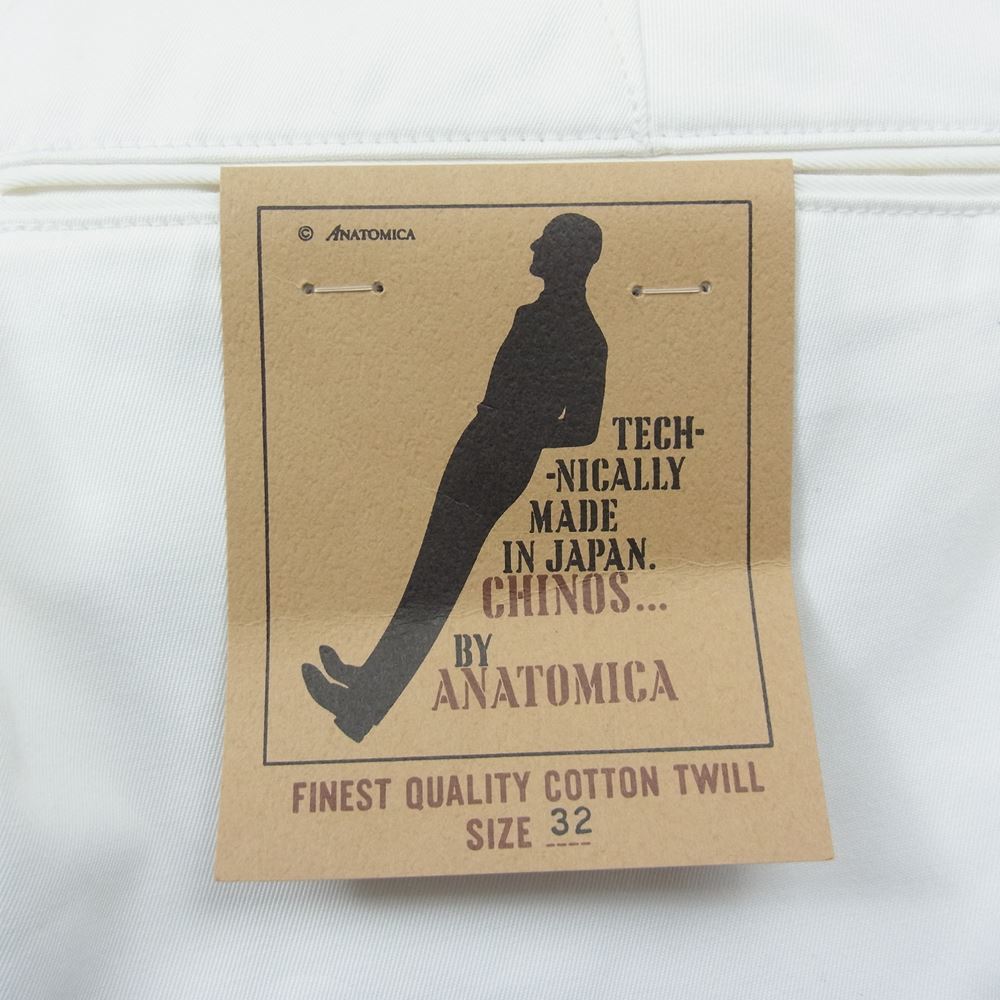 © ANATOMICA
TECH-
-NICALLY
MADE
IN JAPAN.
CHINOS...
BY
ANATOMICA
FINEST QUALITY COTTON TWILL
SIZE 32